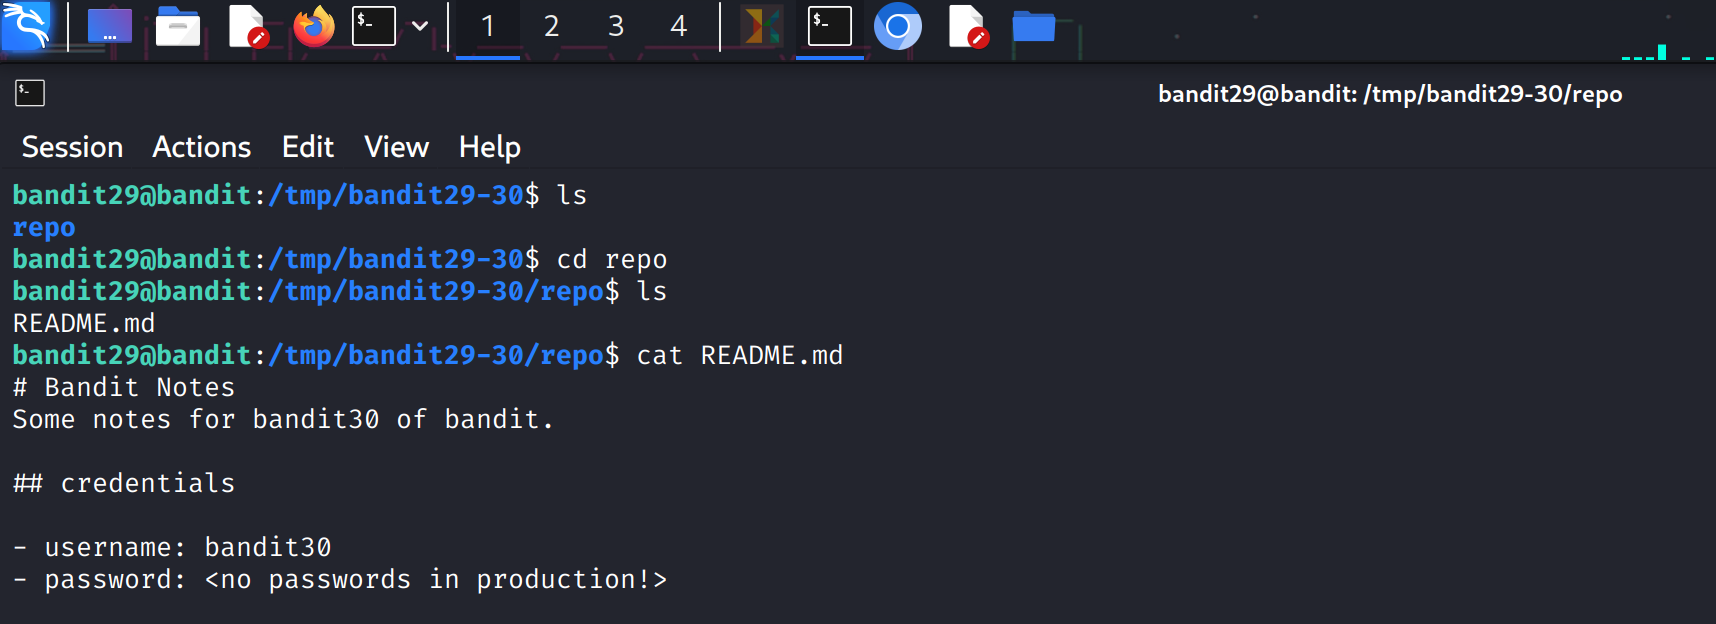 1 2 3 4
bandit29@bandit: /tmp/bandit29-30/repo
Session Actions Edit View Help
bandit29@bandit:/tmp/bandit29-30$ ls
repo
bandit29@bandit:/tmp/bandit29-30$ cd repo
bandit29@bandit:/tmp/bandit29-30/repo$ ls
README.md
bandit29@bandit:/tmp/bandit29-30/repo$ cat README.md
# Bandit Notes
Some notes for bandit30 of bandit.
## credentials
- username: bandit30
- password: <no passwords in production!>